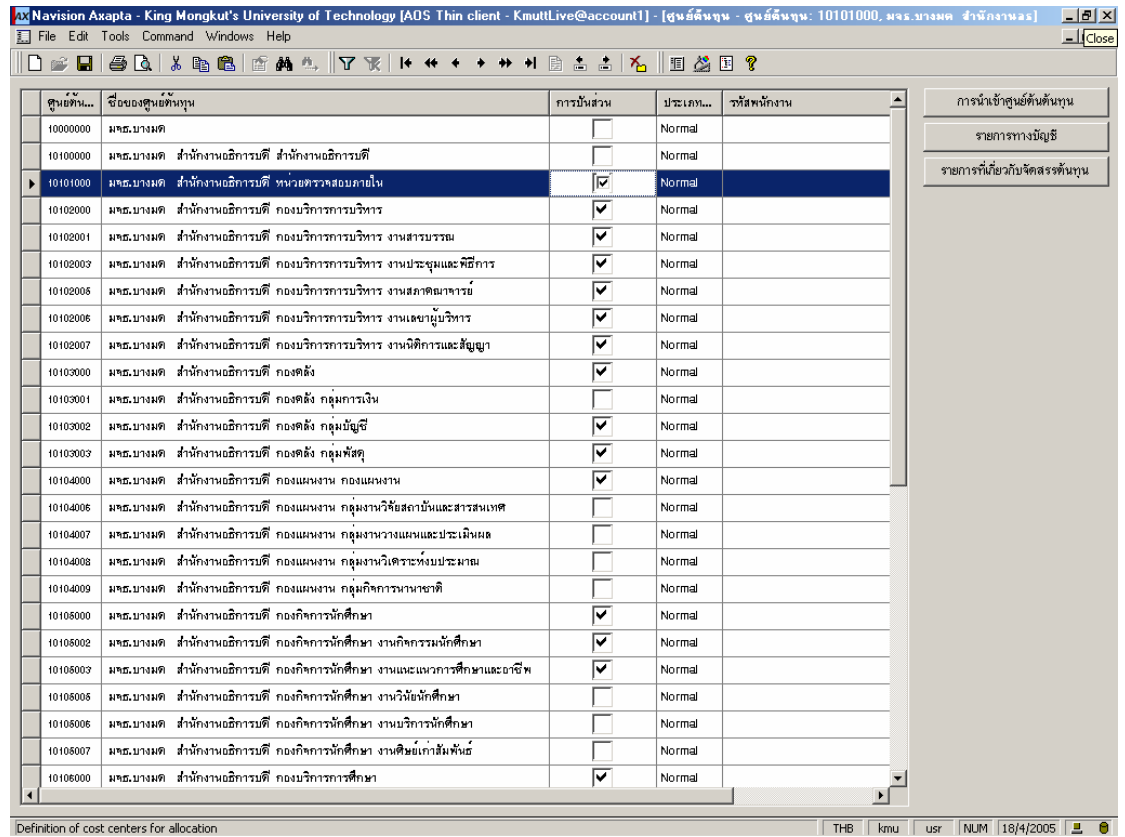 Navision Axapta - King Mongkut's University of Technology [AOS Thin client - KmuttLive@account1] - [ศูนย์ต้นทุน - ศูนย์ต้นทุน: 10101000, มจธ.บางมด สำนักงานอธ]
File Edit Tools Command Windows Help
Close
ศูนย์ต้น... ชื่อของศูนย์ต้นทุน การปันส่วน ประเภท... รหัสพนักงาน
10000000 มจธ.บางมด Normal
10100000 มจธ.บางมด สำนักงานอธิการบดี สำนักงานอธิการบดี Normal
10101000 มจธ.บางมด สำนักงานอธิการบดี หน่วยตรวจสอบภายใน Normal
10102000 มจธ.บางมด สำนักงานอธิการบดี กองบริการการบริหาร Normal
10102001 มจธ.บางมด สำนักงานอธิการบดี กองบริการการบริหาร งานสารบรรณ Normal
10102003 มจธ.บางมด สำนักงานอธิการบดี กองบริการการบริหาร งานประชุมและพิธีการ Normal
10102005 มจธ.บางมด สำนักงานอธิการบดี กองบริการการบริหาร งานสภาคณาจารย์ Normal
10102006 มจธ.บางมด สำนักงานอธิการบดี กองบริการการบริหาร งานเลขาผู้บริหาร Normal
10102007 มจธ.บางมด สำนักงานอธิการบดี กองบริการการบริหาร งานนิติการและสัญญา Normal
10103000 มจธ.บางมด สำนักงานอธิการบดี กองคลัง Normal
10103001 มจธ.บางมด สำนักงานอธิการบดี กองคลัง กลุ่มการเงิน Normal
10103002 มจธ.บางมด สำนักงานอธิการบดี กองคลัง กลุ่มบัญชี Normal
10103003 มจธ.บางมด สำนักงานอธิการบดี กองคลัง กลุ่มพัสดุ Normal
10104000 มจธ.บางมด สำนักงานอธิการบดี กองแผนงาน กองแผนงาน Normal
10104006 มจธ.บางมด สำนักงานอธิการบดี กองแผนงาน กลุ่มงานวิจัยสถาบันและสารสนเทศ Normal
10104007 มจธ.บางมด สำนักงานอธิการบดี กองแผนงาน กลุ่มงานวางแผนและประเมินผล Normal
10104008 มจธ.บางมด สำนักงานอธิการบดี กองแผนงาน กลุ่มงานวิเคราะห์งบประมาณ Normal
10104009 มจธ.บางมด สำนักงานอธิการบดี กองแผนงาน กลุ่มกิจการนานาชาติ Normal
10105000 มจธ.บางมด สำนักงานอธิการบดี กองกิจการนักศึกษา Normal
10105002 มจธ.บางมด สำนักงานอธิการบดี กองกิจการนักศึกษา งานกิจกรรมนักศึกษา Normal
10105003 มจธ.บางมด สำนักงานอธิการบดี กองกิจการนักศึกษา งานแนะแนวการศึกษาและอาชีพ Normal
10105005 มจธ.บางมด สำนักงานอธิการบดี กองกิจการนักศึกษา งานวินัยนักศึกษา Normal
10105006 มจธ.บางมด สำนักงานอธิการบดี กองกิจการนักศึกษา งานบริการนักศึกษา Normal
10105007 มจธ.บางมด สำนักงานอธิการบดี กองกิจการนักศึกษา งานศิษย์เก่าสัมพันธ์ Normal
10106000 มจธ.บางมด สำนักงานอธิการบดี กองบริการการศึกษา Normal
การนำเข้าศูนย์ต้นต้นทุน
รายการทางบัญชี
รายการที่เกี่ยวกับจัดสรรต้นทุน
Definition of cost centers for allocation THB kmu usr NUM 18/4/2005